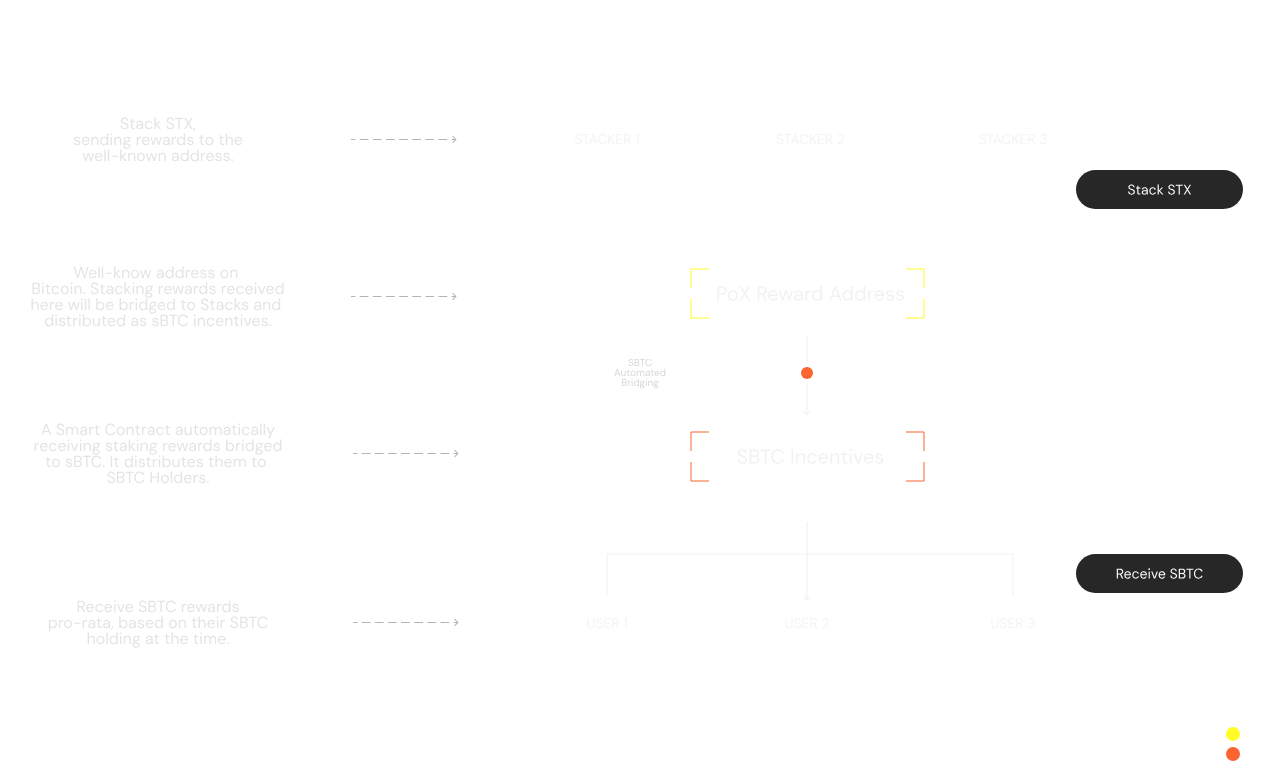 Stack STX,
sending rewards to the
well-known address.
STACKER 1
STACKER 2
STACKER 3
Stack STX
Well-know address on
Bitcoin. Stacking rewards received
here will be bridged to Stacks and
distributed as sBTC incentives.
PoX Reward Address
SBTC
Automated
Bridging
A Smart Contract automatically
receiving staking rewards bridged
to sBTC. It distributes them to
SBTC Holders.
SBTC Incentives
Receive SBTC
Receive SBTC rewards
pro-rata, based on their SBTC
holding at the time.
USER 1
USER 2
USER 3